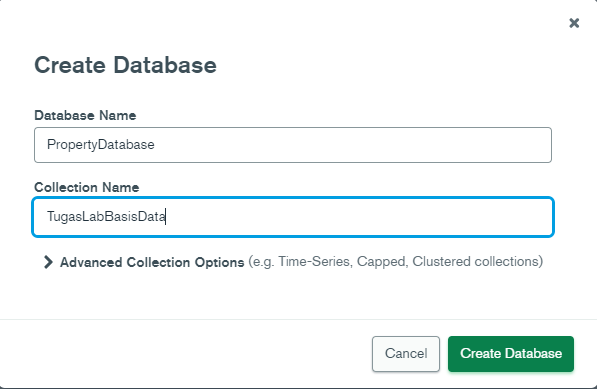 Create Database
Database Name
PropertyDatabase
Collection Name
TugasLabBasisData
Advanced Collection Options (e.g. Time-Series, Capped, Clustered collections)
Cancel Create Database